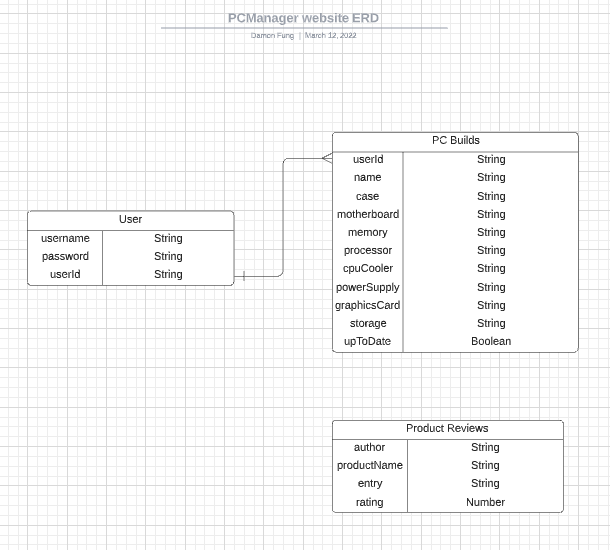 PCManager website ERD
Damon Fung | March 12, 2022
User
username String
password String
userId String
PC Builds
userId String
name String
case String
motherboard String
memory String
processor String
cpuCooler String
powerSupply String
graphicsCard String
storage String
upToDate Boolean
Product Reviews
author String
productName String
entry String
rating Number